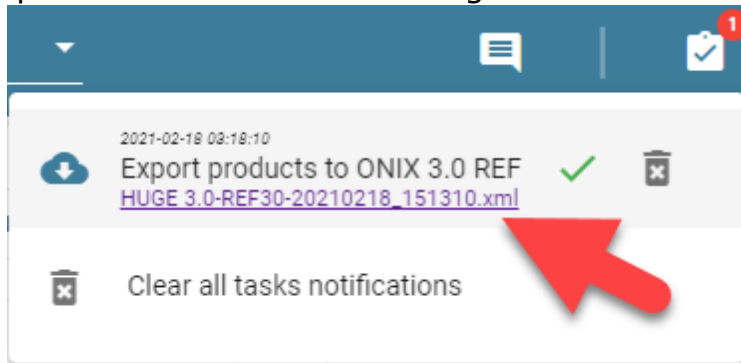 1
2021-02-18 03:18:10
Export products to ONIX 3.0 REF
HUGE 3.0-REF30-20210218_151310.xml
Clear all tasks notifications